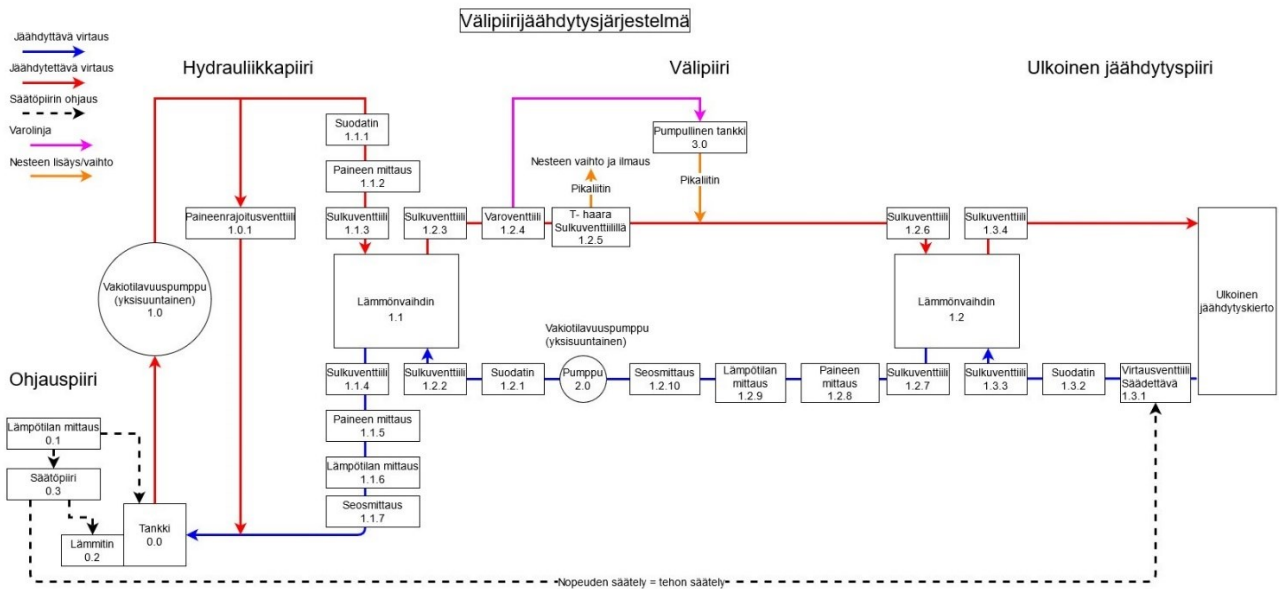 Välipiirijäähdytysjärjestelmä
Jäähdyttävä virtaus
Jäähdytettävä virtaus
Säätöpiirin ohjaus
Varolinja
Nesteen lisäys/vaihto
Hydrauliikkapiiri
Välipiiri
Ulkoinen jäähdytyspiiri
Suodatin
1.1.1
Paineen mittaus
1.1.2
Paineenrajoitusventtiili
1.0.1
Sulkuventtiili
1.1.3
Sulkuventtiili
1.2.3
Varoventtiili
1.2.4
Nesteen vaihto ja ilmaus
Pikaliitin
T- haara
Sulkuventtiilillä
1.2.5
Pumpullinen tankki
3.0
Pikaliitin
Sulkuventtiili
1.2.6
Sulkuventtiili
1.3.4
Vakiotilavuuspumppu
(yksisuuntainen)
1.0
Lämmönvaihdin
1.1
Lämmönvaihdin
1.2
Ulkoinen
jäähdytyskierto
Vakiotilavuuspumppu
(yksisuuntainen)
Sulkuventtiili
1.1.4
Sulkuventtiili
1.2.2
Suodatin
1.2.1
Pumppu
2.0
Seosmittaus
1.2.10
Lämpötilan
mittaus
1.2.9
Paineen
mittaus
1.2.8
Sulkuventtiili
1.2.7
Sulkuventtiili
1.3.3
Suodatin
1.3.2
Virtausventtiili
Säädettävä
1.3.1
Paineen mittaus
1.1.5
Lämpötilan mittaus
1.1.6
Seosmittaus
1.1.7
Ohjauspiiri
Lämpötilan mittaus
0.1
Säätöpiiri
0.3
Lämmitin
0.2
Tankki
0.0
Nopeuden säätely = tehon säätely